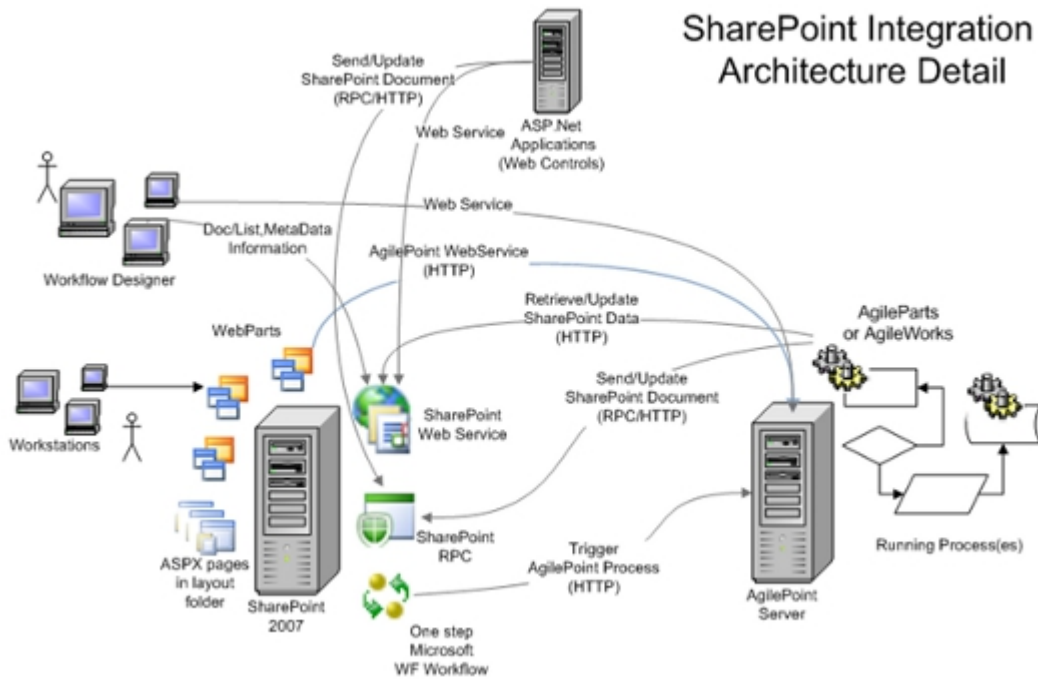 SharePoint Integration
Architecture Detail
Send/Update
SharePoint Document
(RPC/HTTP)
Web Service
ASP.Net
Applications
(Web Controls)
Web Service
Doc/List,MetaData
Information
AgilePoint WebService
(HTTP)
Workflow Designer
Retrieve/Update
SharePoint Data
(HTTP)
AgileParts
or AgileWorks
WebParts
Send/Update
SharePoint Document
(RPC/HTTP)
SharePoint
Web Service
Workstations
SharePoint
RPC
Trigger
AgilePoint Process
(HTTP)
Running Process(es)
ASPX pages
in layout
folder
SharePoint
2007
AgilePoint
Server
One step
Microsoft
WF Workflow